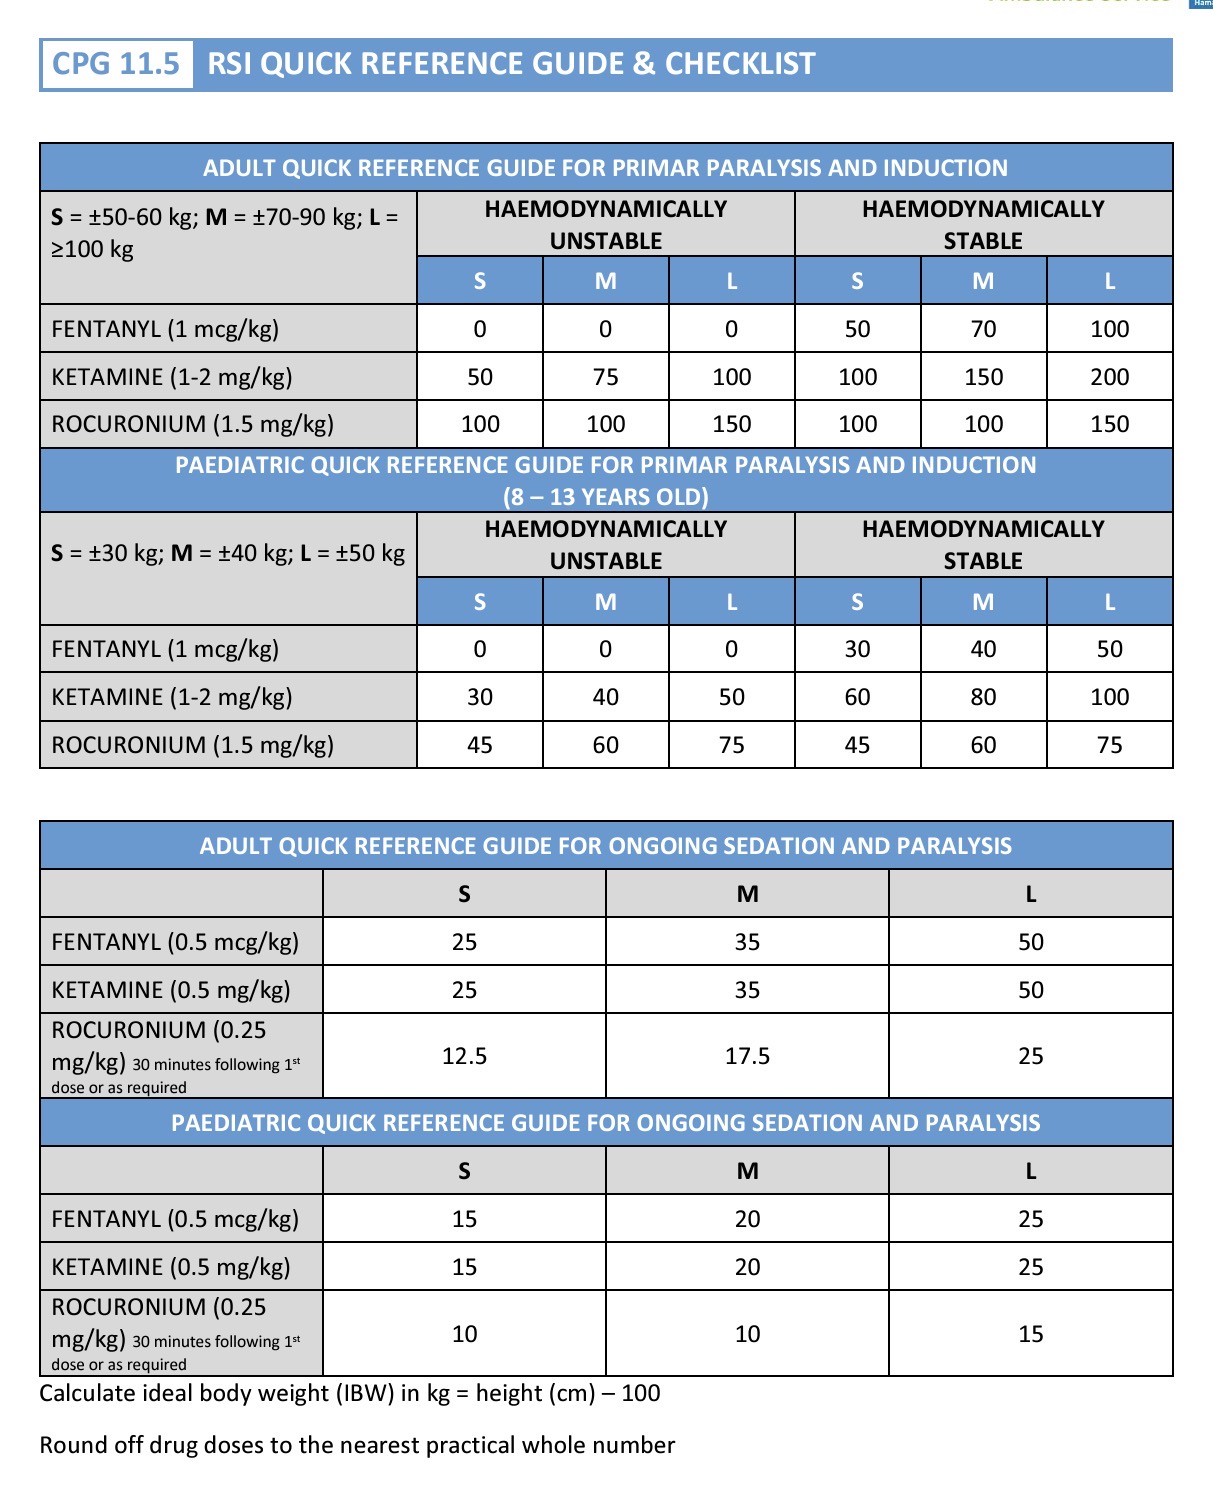 CPG 11.5 RSI QUICK REFERENCE GUIDE & CHECKLIST
ADULT QUICK REFERENCE GUIDE FOR PRIMAR PARALYSIS AND INDUCTION
S = ±50-60 kg; M = ±70-90 kg; L =
≥100 kg
HAEMODYNAMICALLY
UNSTABLE
HAEMODYNAMICALLY
STABLE
S M L S M L
FENTANYL (1 mcg/kg) 0 0 0 50 70 100
KETAMINE (1-2 mg/kg) 50 75 100 100 150 200
ROCURONIUM (1.5 mg/kg) 100 100 150 100 100 150
PAEDIATRIC QUICK REFERENCE GUIDE FOR PRIMAR PARALYSIS AND INDUCTION
(8 – 13 YEARS OLD)
S = ±30 kg; M = ±40 kg; L = ±50 kg
HAEMODYNAMICALLY
UNSTABLE
HAEMODYNAMICALLY
STABLE
S M L S M L
FENTANYL (1 mcg/kg) 0 0 0 30 40 50
KETAMINE (1-2 mg/kg) 30 40 50 60 80 100
ROCURONIUM (1.5 mg/kg) 45 60 75 45 60 75
ADULT QUICK REFERENCE GUIDE FOR ONGOING SEDATION AND PARALYSIS
S M L
FENTANYL (0.5 mcg/kg) 25 35 50
KETAMINE (0.5 mg/kg) 25 35 50
ROCURONIUM (0.25
mg/kg) 30 minutes following 1st
dose or as required
12.5 17.5 25
PAEDIATRIC QUICK REFERENCE GUIDE FOR ONGOING SEDATION AND PARALYSIS
S M L
FENTANYL (0.5 mcg/kg) 15 20 25
KETAMINE (0.5 mg/kg) 15 20 25
ROCURONIUM (0.25
mg/kg) 30 minutes following 1st
dose or as required
10 10 15
Calculate ideal body weight (IBW) in kg = height (cm) – 100
Round off drug doses to the nearest practical whole number